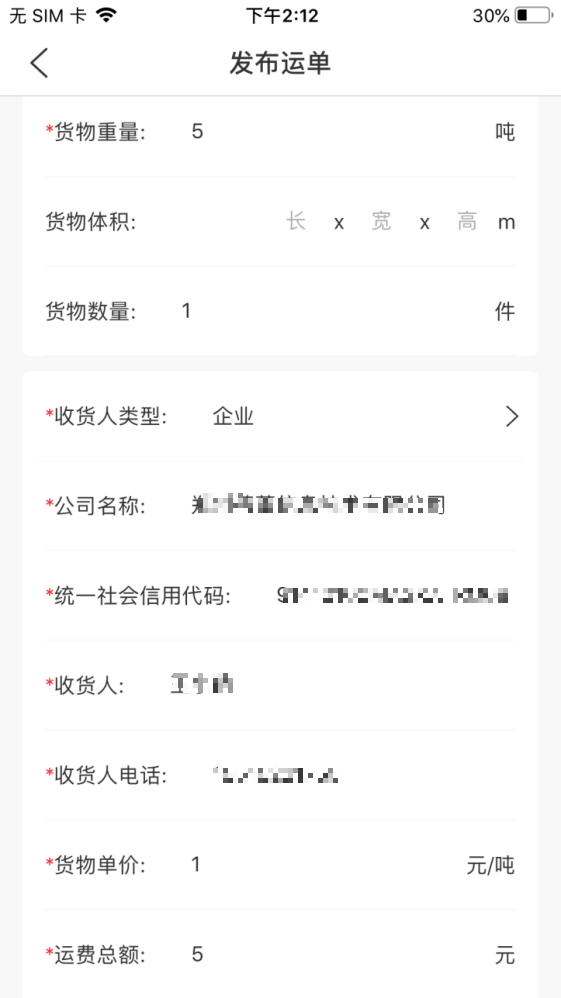 无 SIM 卡 下午2:12 30%
发布运单
*货物重量: 5 吨
货物体积: 长 x 宽 x 高 m
货物数量: 1 件
*收货人类型: 企业
*公司名称:
*统一社会信用代码:
*收货人:
*收货人电话:
*货物单价: 1 元/吨
*运费总额: 5 元